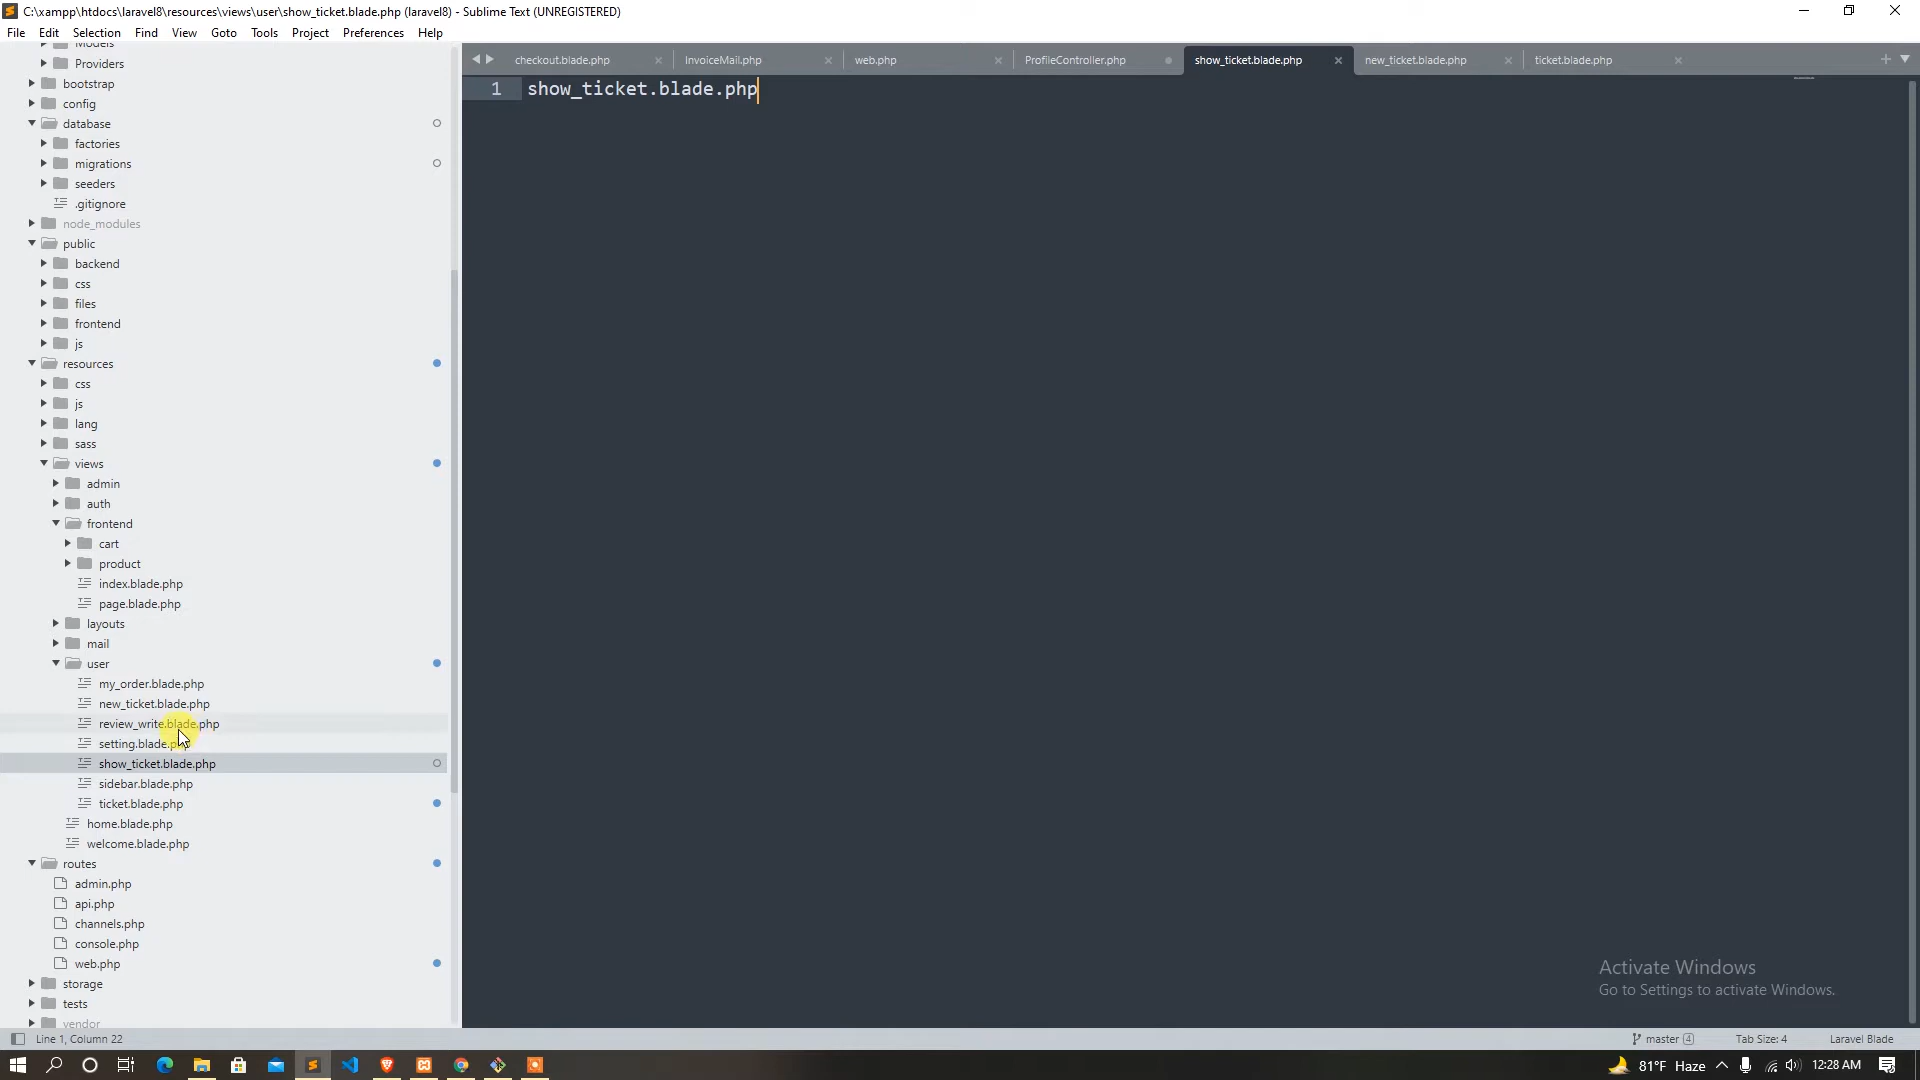 C:\xampp\htdocs\laravel8\resources\views\user\show_ticket.blade.php (laravel8) - Sublime Text (UNREGISTERED)
File Edit Selection Find View Goto Tools Project Preferences Help
checkout.blade.php InvoiceMail.php web.php ProfileController.php show_ticket.blade.php new_ticket.blade.php ticket.blade.php
1 show_ticket.blade.php
Models
Providers
bootstrap
config
database
factories
migrations
seeders
.gitignore
node_modules
public
backend
css
files
frontend
js
resources
css
js
lang
sass
views
admin
auth
frontend
cart
product
index.blade.php
page.blade.php
layouts
mail
user
my_order.blade.php
new_ticket.blade.php
review_write.blade.php
setting.blade.php
show_ticket.blade.php
sidebar.blade.php
ticket.blade.php
home.blade.php
welcome.blade.php
routes
admin.php
api.php
channels.php
console.php
web.php
storage
tests
vendor
Activate Windows
Go to Settings to activate Windows.
Line 1, Column 22
master 4 Tab Size: 4 Laravel Blade
81°F Haze 12:28 AM